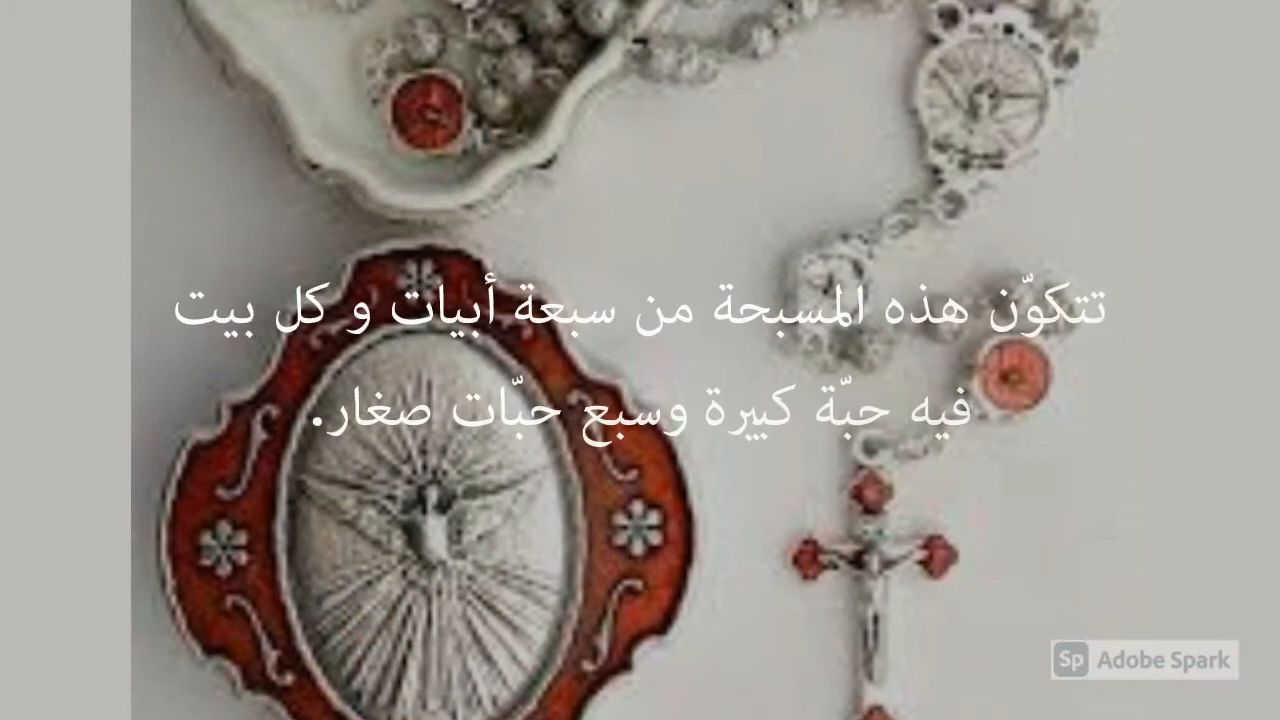 تتكوّن هذه المسبحة من سبعة أبيات و كل بيت
فيه حبّة كبيرة وسبع حبّات صغار.
Sp Adobe Spark